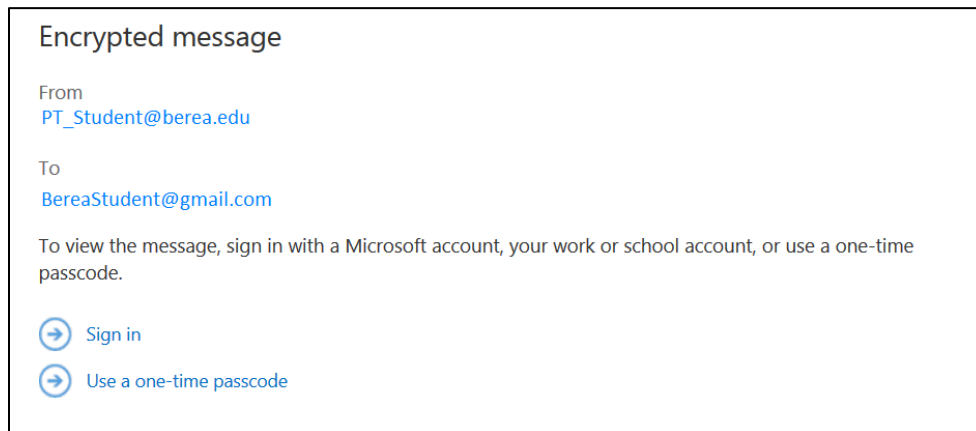 Encrypted message
From
PT_Student@berea.edu
To
BereaStudent@gmail.com
To view the message, sign in with a Microsoft account, your work or school account, or use a one-time
passcode.
Sign in
Use a one-time passcode